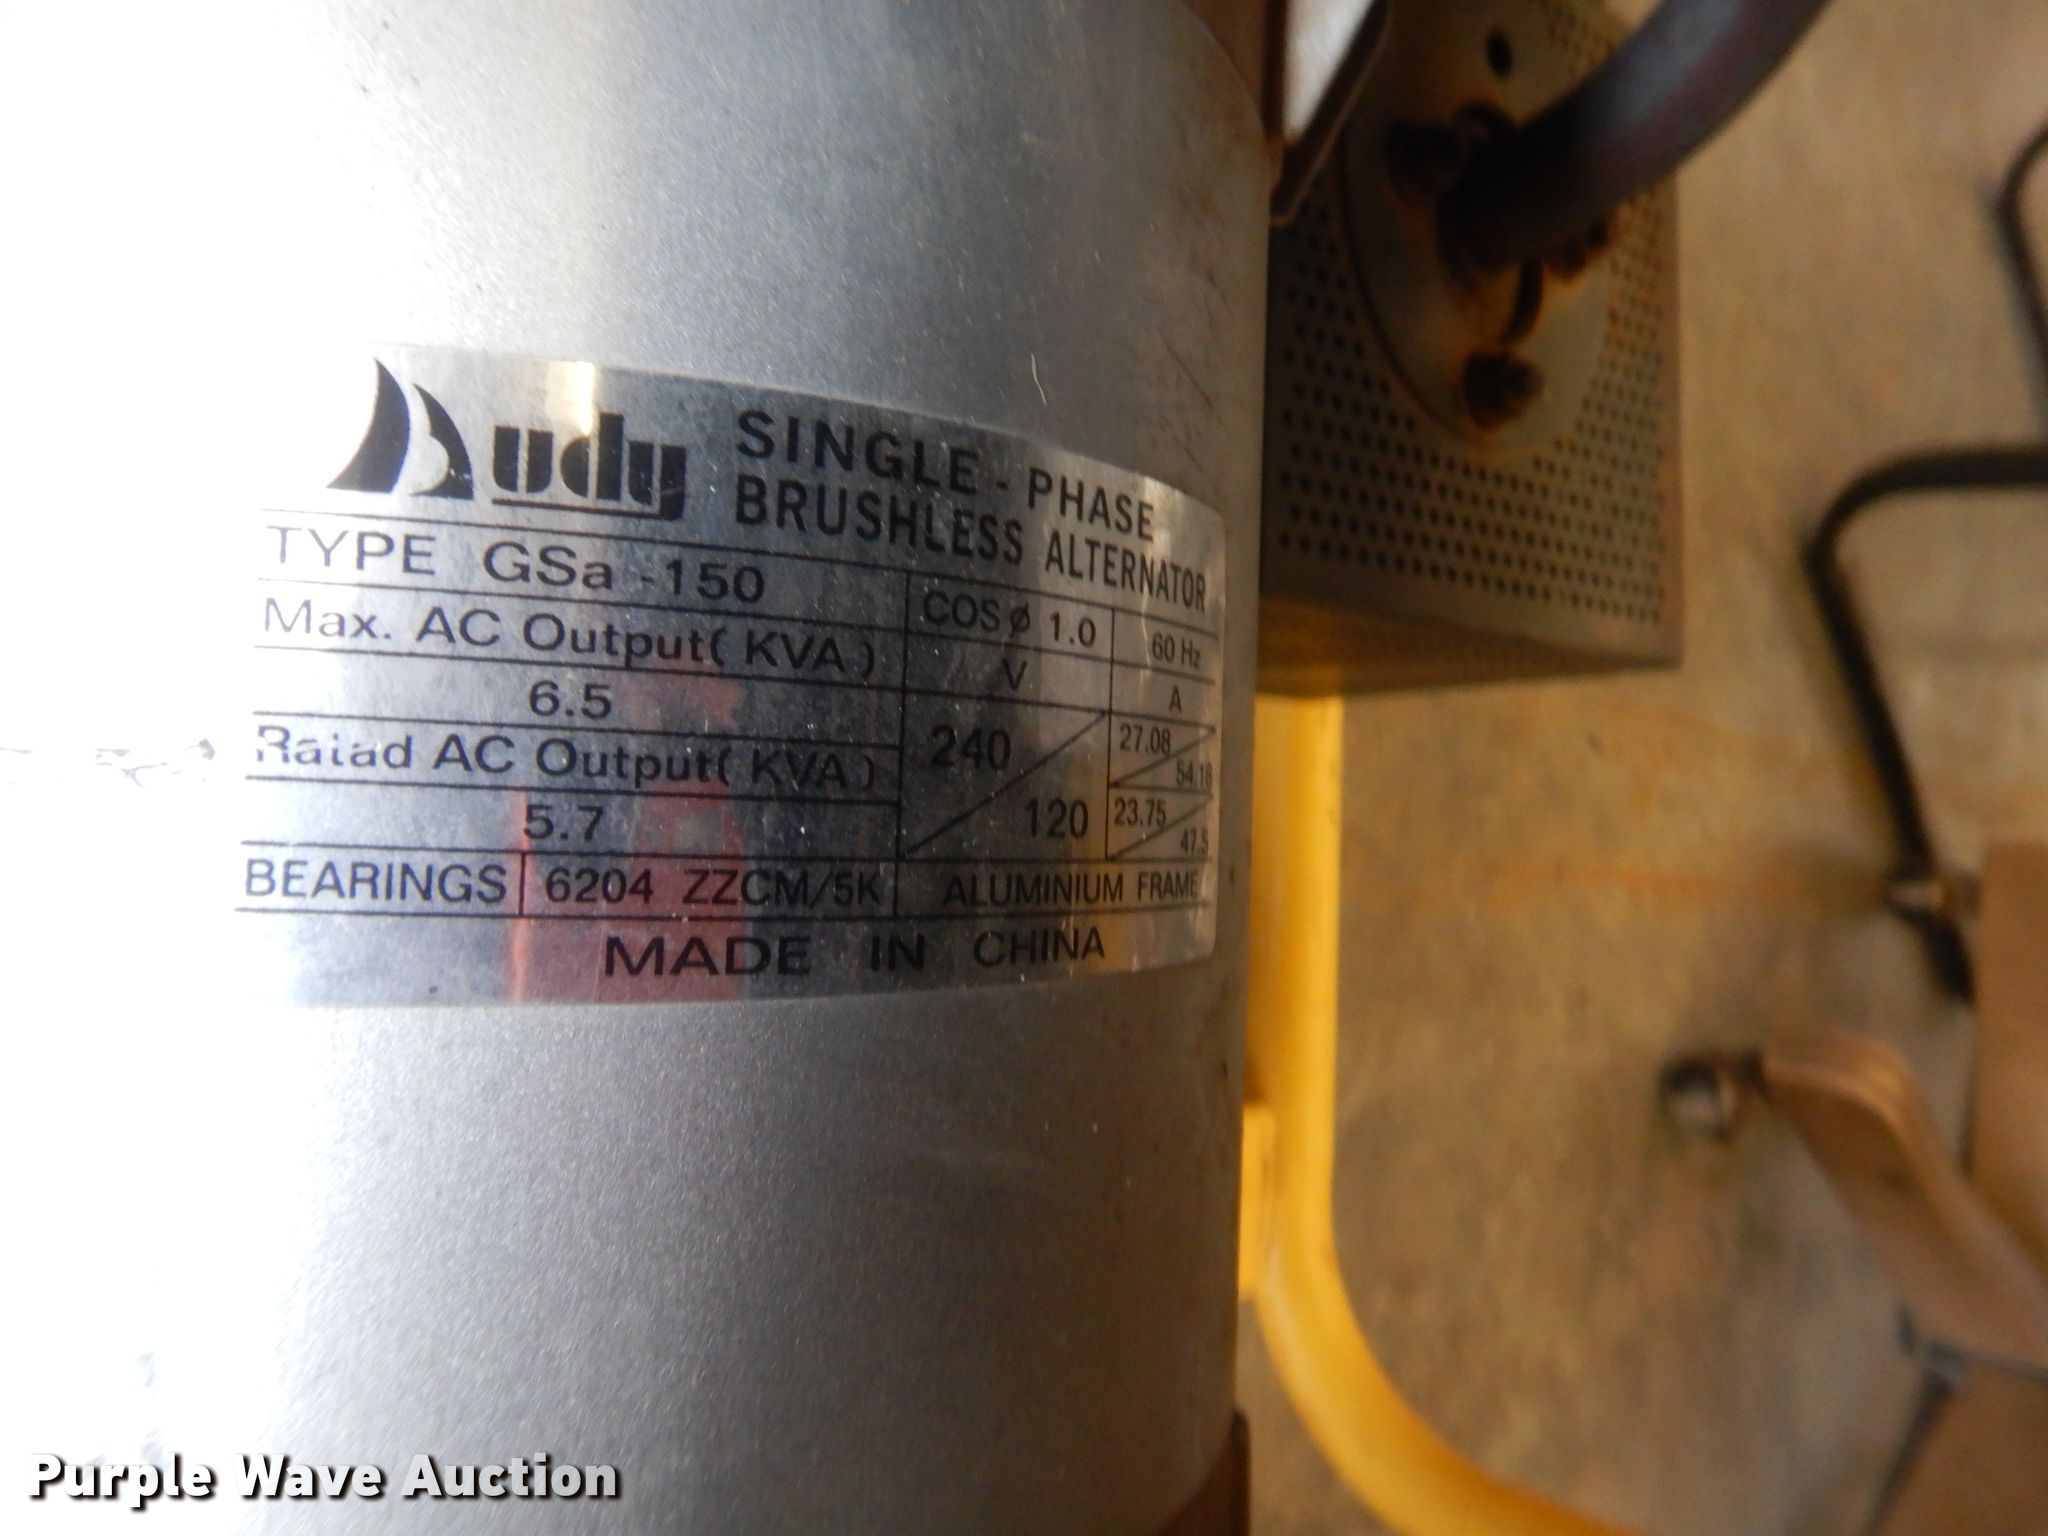 udy SINGLE - PHASE
BRUSHLESS ALTERNATOR
TYPE GSa -150 COSø 1.0 60 Hz
Max. AC Output( KVA ) V A
6.5 240 120 27.08 54.16
Raiad AC Output( KVA ) 23.75 47.5
5.7
BEARINGS 6204 ZZCM/5K ALUMINIUM FRAME
MADE IN CHINA
Purple Wave Auction